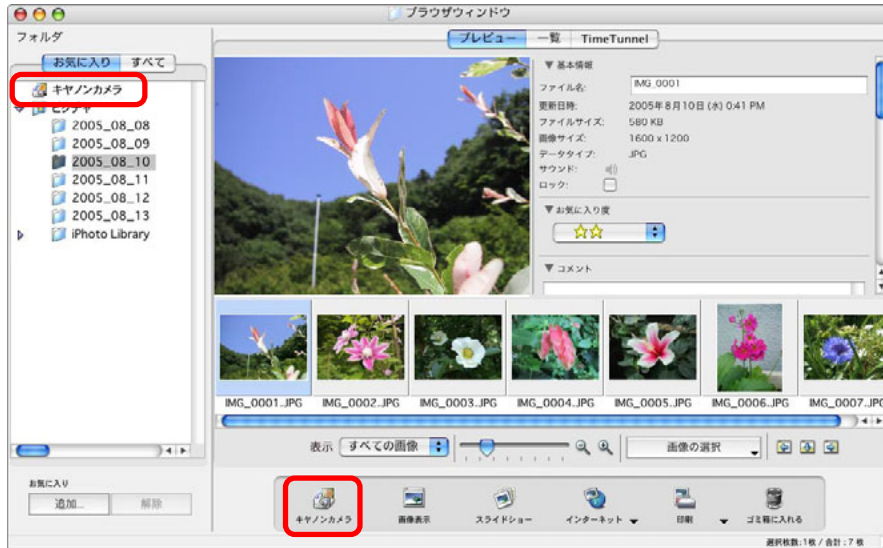 ブラウザウィンドウ
フォルダ
お気に入り すべて
キヤノンカメラ
ピクチャ
2005_08_08
2005_08_09
2005_08_10
2005_08_11
2005_08_12
2005_08_13
iPhoto Library
お気に入り
追加... 解除
プレビュー 一覧 TimeTunnel
▼ 基本情報
ファイル名: IMG_0001
更新日時: 2005年8月10日 (水) 0:41 PM
ファイルサイズ: 580 KB
画像サイズ: 1600 x 1200
データタイプ: JPG
サウンド:
ロック:
▼お気に入り度
▼ コメント
IMG_0001.JPG IMG_0002.JPG IMG_0003.JPG IMG_0004.JPG IMG_0005.JPG IMG_0006.JPG IMG_0007.JPG
表示 すべての画像 画像の選択
キヤノンカメラ 画像表示 スライドショー インターネット 印刷 ゴミ箱に入れる
選択枚数:1枚 / 合計:7 枚